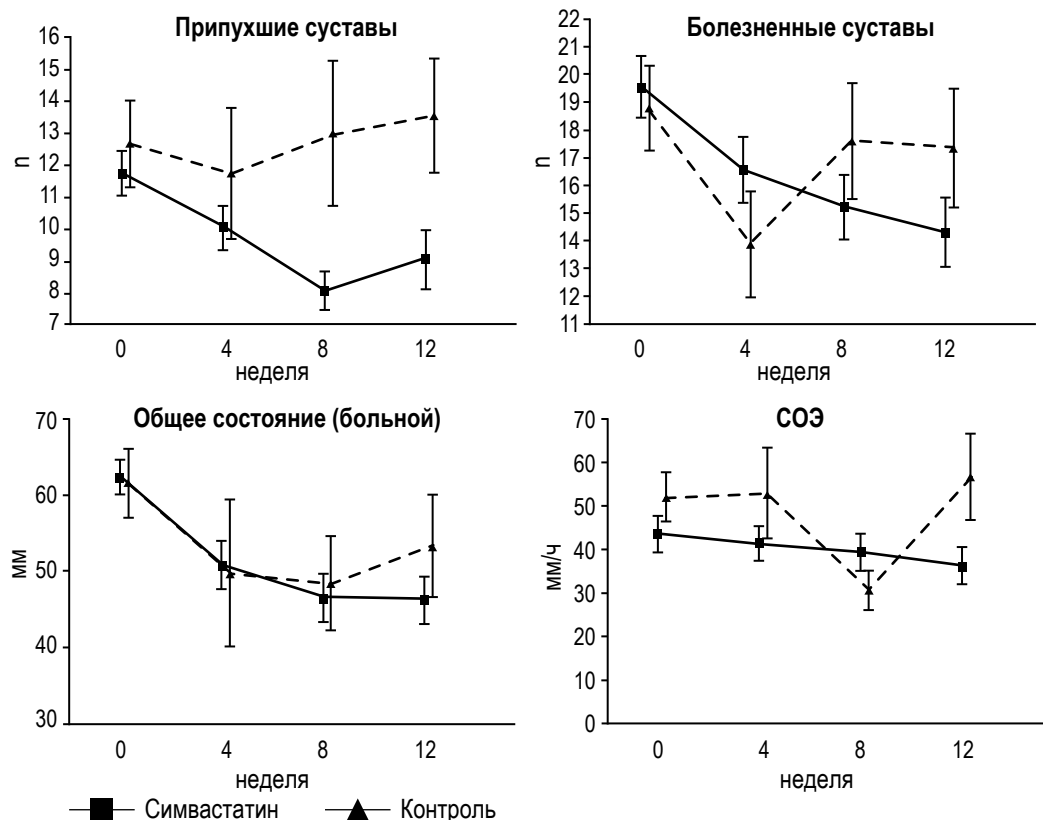 Припухшие суставы
16
15
14
13
12
11
10
9
8
7
n
0 4 8 12
неделя
Болезненные суставы
22
21
20
19
18
17
16
15
14
13
12
11
n
0 4 8 12
неделя
Общее состояние (больной)
70
60
50
40
30
мм
0 4 8 12
неделя
СОЭ
70
60
50
40
30
20
10
0
мм/ч
0 4 8 12
неделя
Симвастатин Контроль